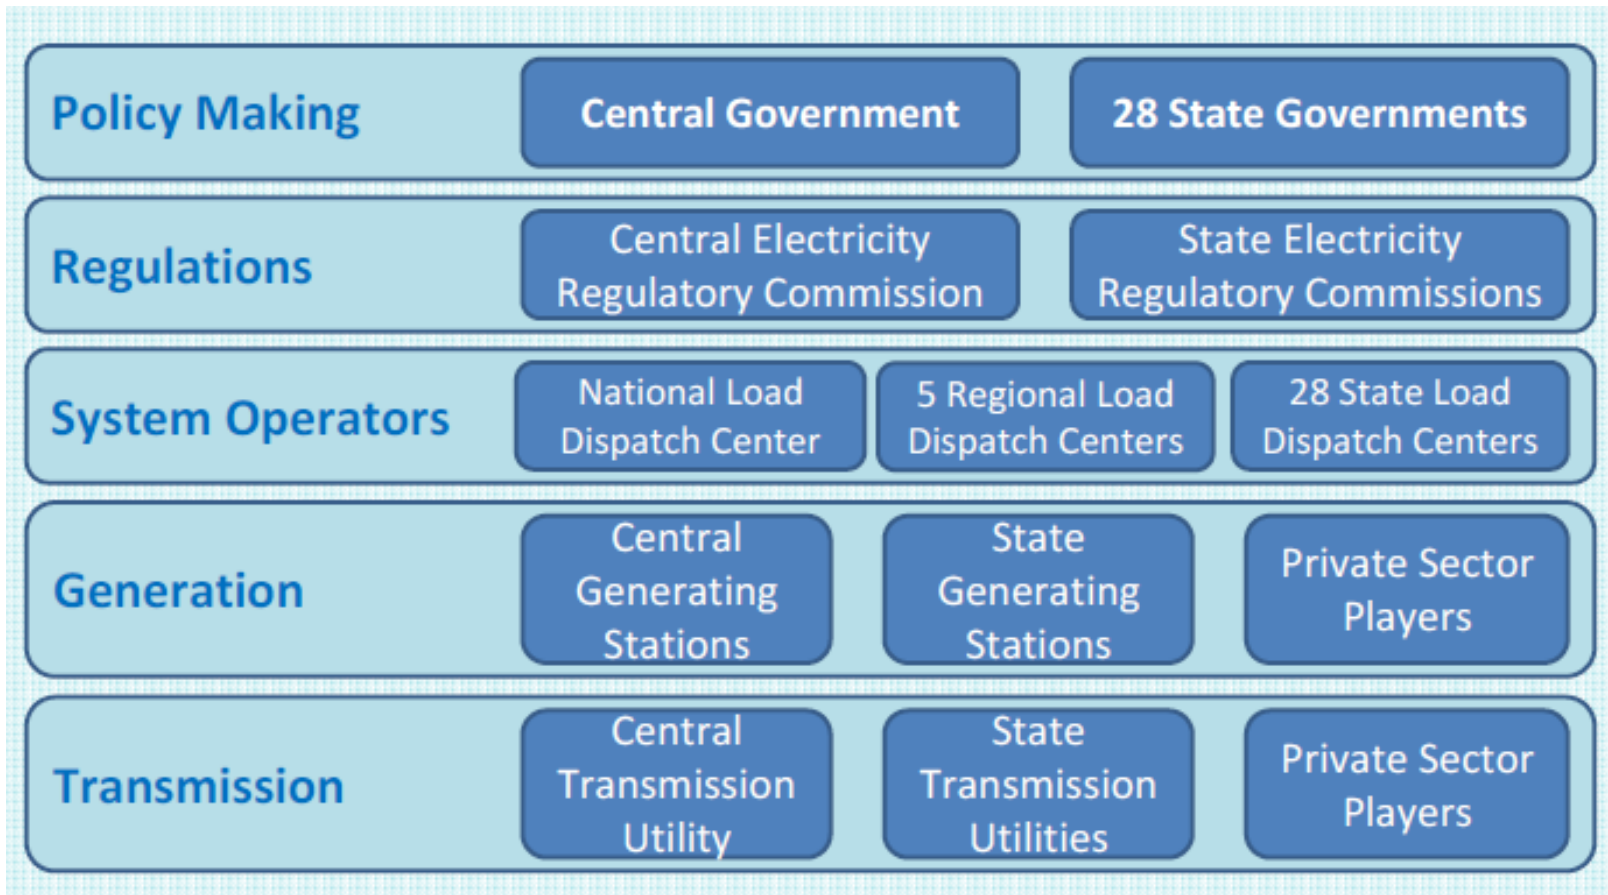 Policy Making
Central Government
28 State Governments
Regulations
Central Electricity
Regulatory Commission
State Electricity
Regulatory Commissions
System Operators
National Load
Dispatch Center
5 Regional Load
Dispatch Centers
28 State Load
Dispatch Centers
Generation
Central
Generating
Stations
State
Generating
Stations
Private Sector
Players
Transmission
Central
Transmission
Utility
State
Transmission
Utilities
Private Sector
Players